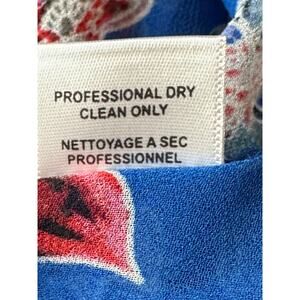 PROFESSIONAL DRY
CLEAN ONLY
NETTOYAGE A SEC
PROFESSIONNEL